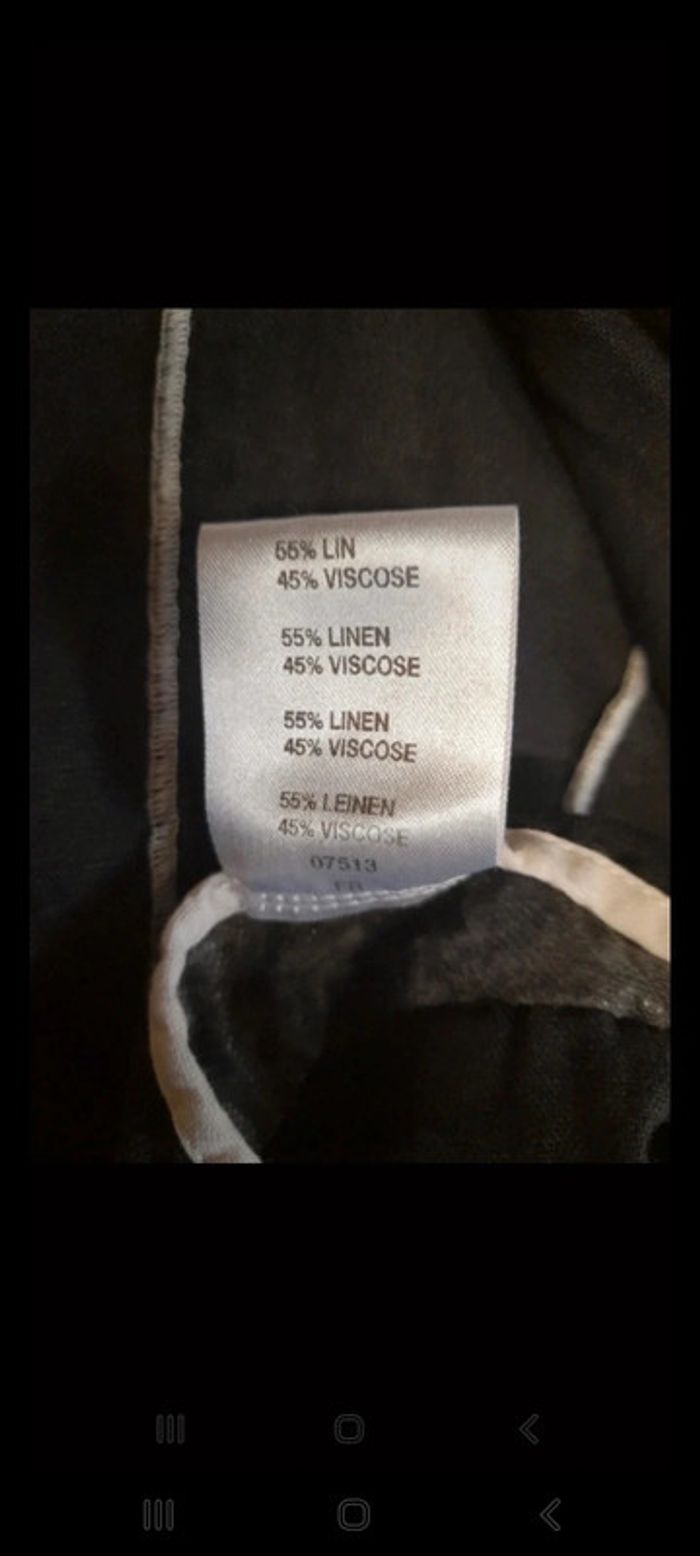 55% LIN
45% VISCOSE
55% LINEN
45% VISCOSE
55% LINEN
45% VISCOSE
55% LEINEN
45% VISCOSE
07513